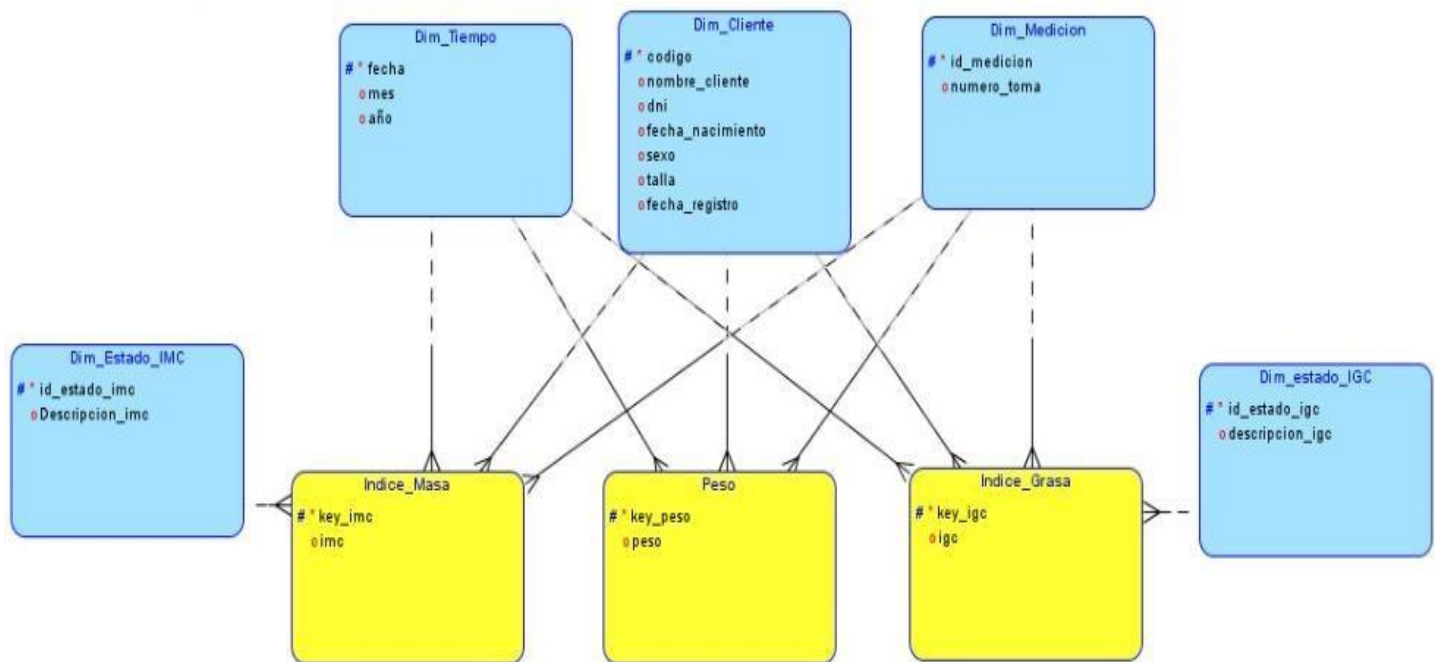 Dim_Tiempo
# * fecha
o mes
o año
Dim_Cliente
# * codigo
o nombre_cliente
o dni
o fecha_nacimiento
o sexo
o talla
o fecha_registro
Dim_Medicion
# * id_medicion
o numero_toma
Dim_Estado_IMC
# * id_estado_imc
o Descripcion_imc
Dim_estado_IGC
# * id_estado_igc
o descripcion_igc
Indice_Masa
# * key_imc
o imc
Peso
# * key_peso
o peso
Indice_Grasa
# * key_igc
o igc